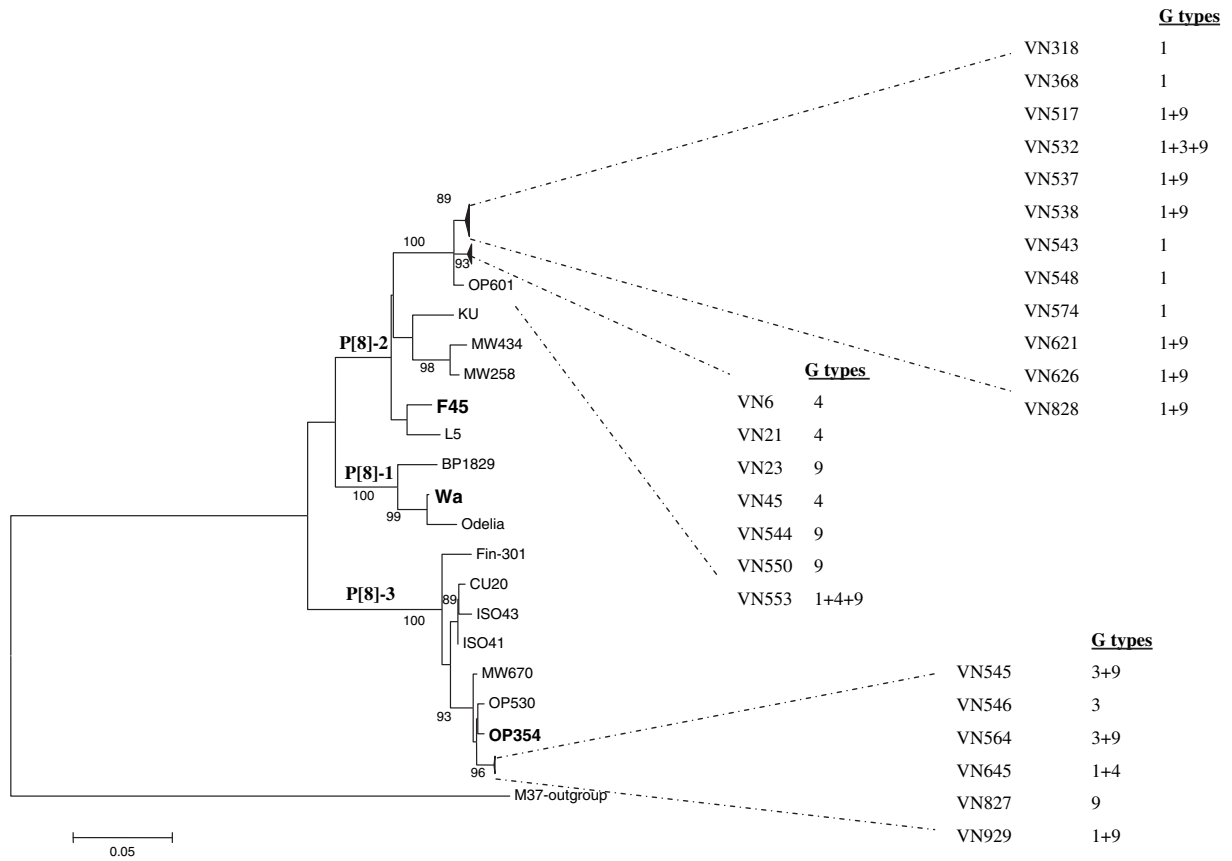 G types
VN318 1
VN368 1
VN517 1+9
VN532 1+3+9
VN537 1+9
VN538 1+9
VN543 1
VN548 1
VN574 1
VN621 1+9
VN626 1+9
VN828 1+9
89
100
93
OP601
KU
P[8]-2
MW434
98
MW258
F45
L5
BP1829
P[8]-1
100
Wa
99
Odelia
Fin-301
P[8]-3
100
CU20
89
ISO43
ISO41
MW670
93
OP530
OP354
96
M37-outgroup
0.05
G types
VN6 4
VN21 4
VN23 9
VN45 4
VN544 9
VN550 9
VN553 1+4+9
G types
VN545 3+9
VN546 3
VN564 3+9
VN645 1+4
VN827 9
VN929 1+9